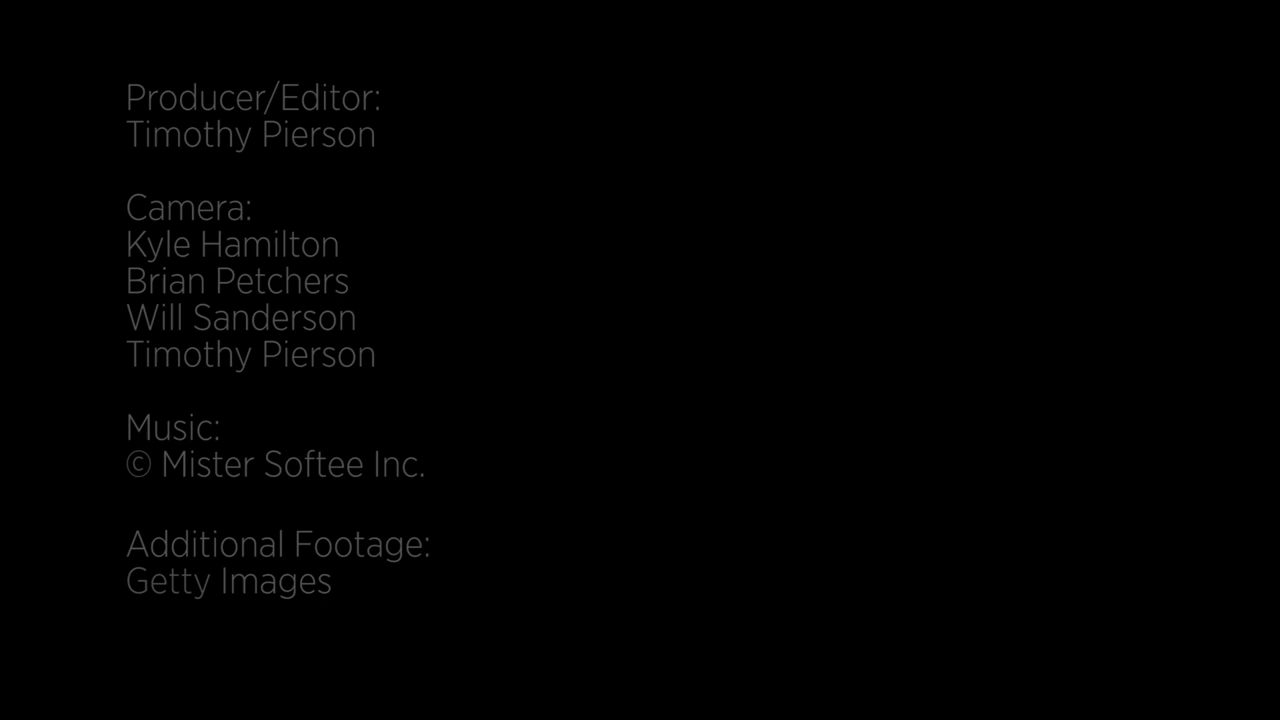 Producer/Editor:
Timothy Pierson
Camera:
Kyle Hamilton
Brian Petchers
Will Sanderson
Timothy Pierson
Music:
© Mister Softee Inc.
Additional Footage:
Getty Images